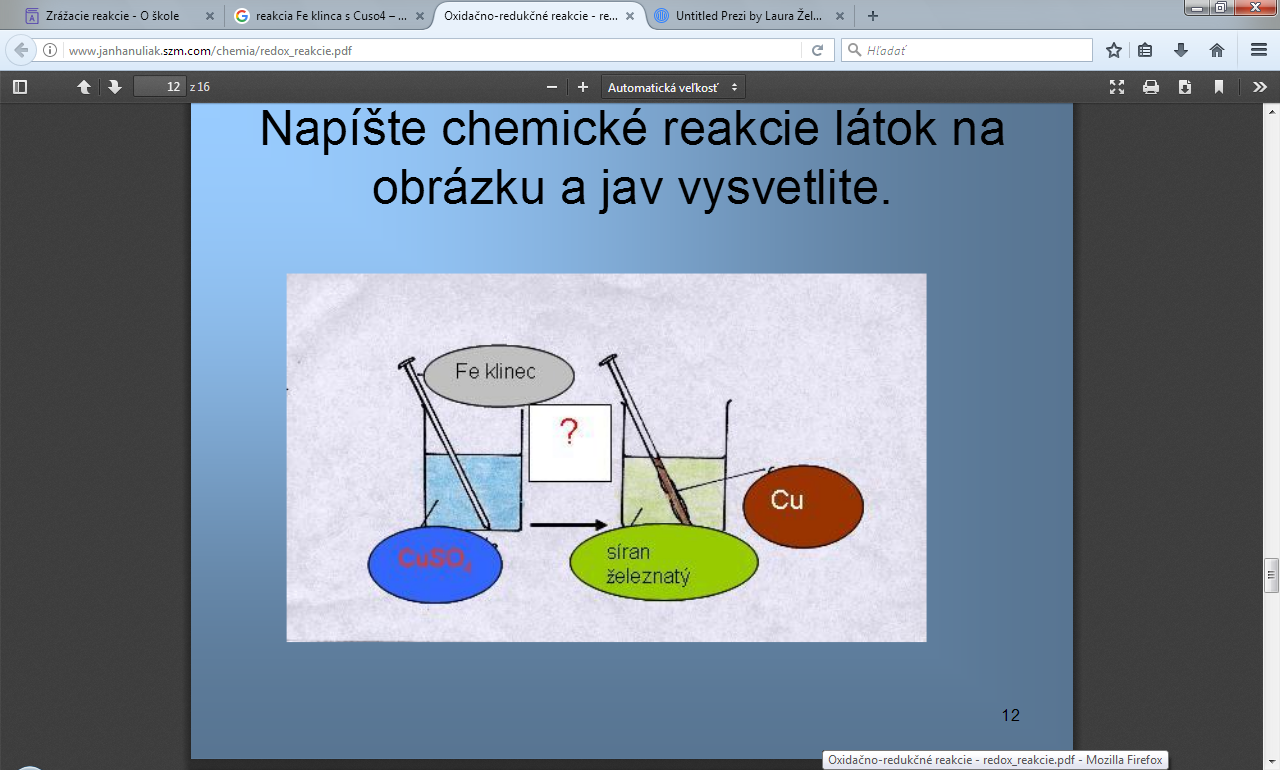 Zrážacie reakcie - O škole
reakcia Fe klinca s Cuso4 – ...
Oxidačno-redukčné reakcie - re...
Untitled Prezi by Laura Žel...
www.janhanuliak.szm.com/chemia/redox_reakcie.pdf
Hľadať
12 z 16
Automatická veľkosť
Napíšte chemické reakcie látok na
obrázku a jav vysvetlite.
Fe klinec
?
Cu
CuSO4
síran
železnatý
12
Oxidačno-redukčné reakcie - redox_reakcie.pdf - Mozilla Firefox